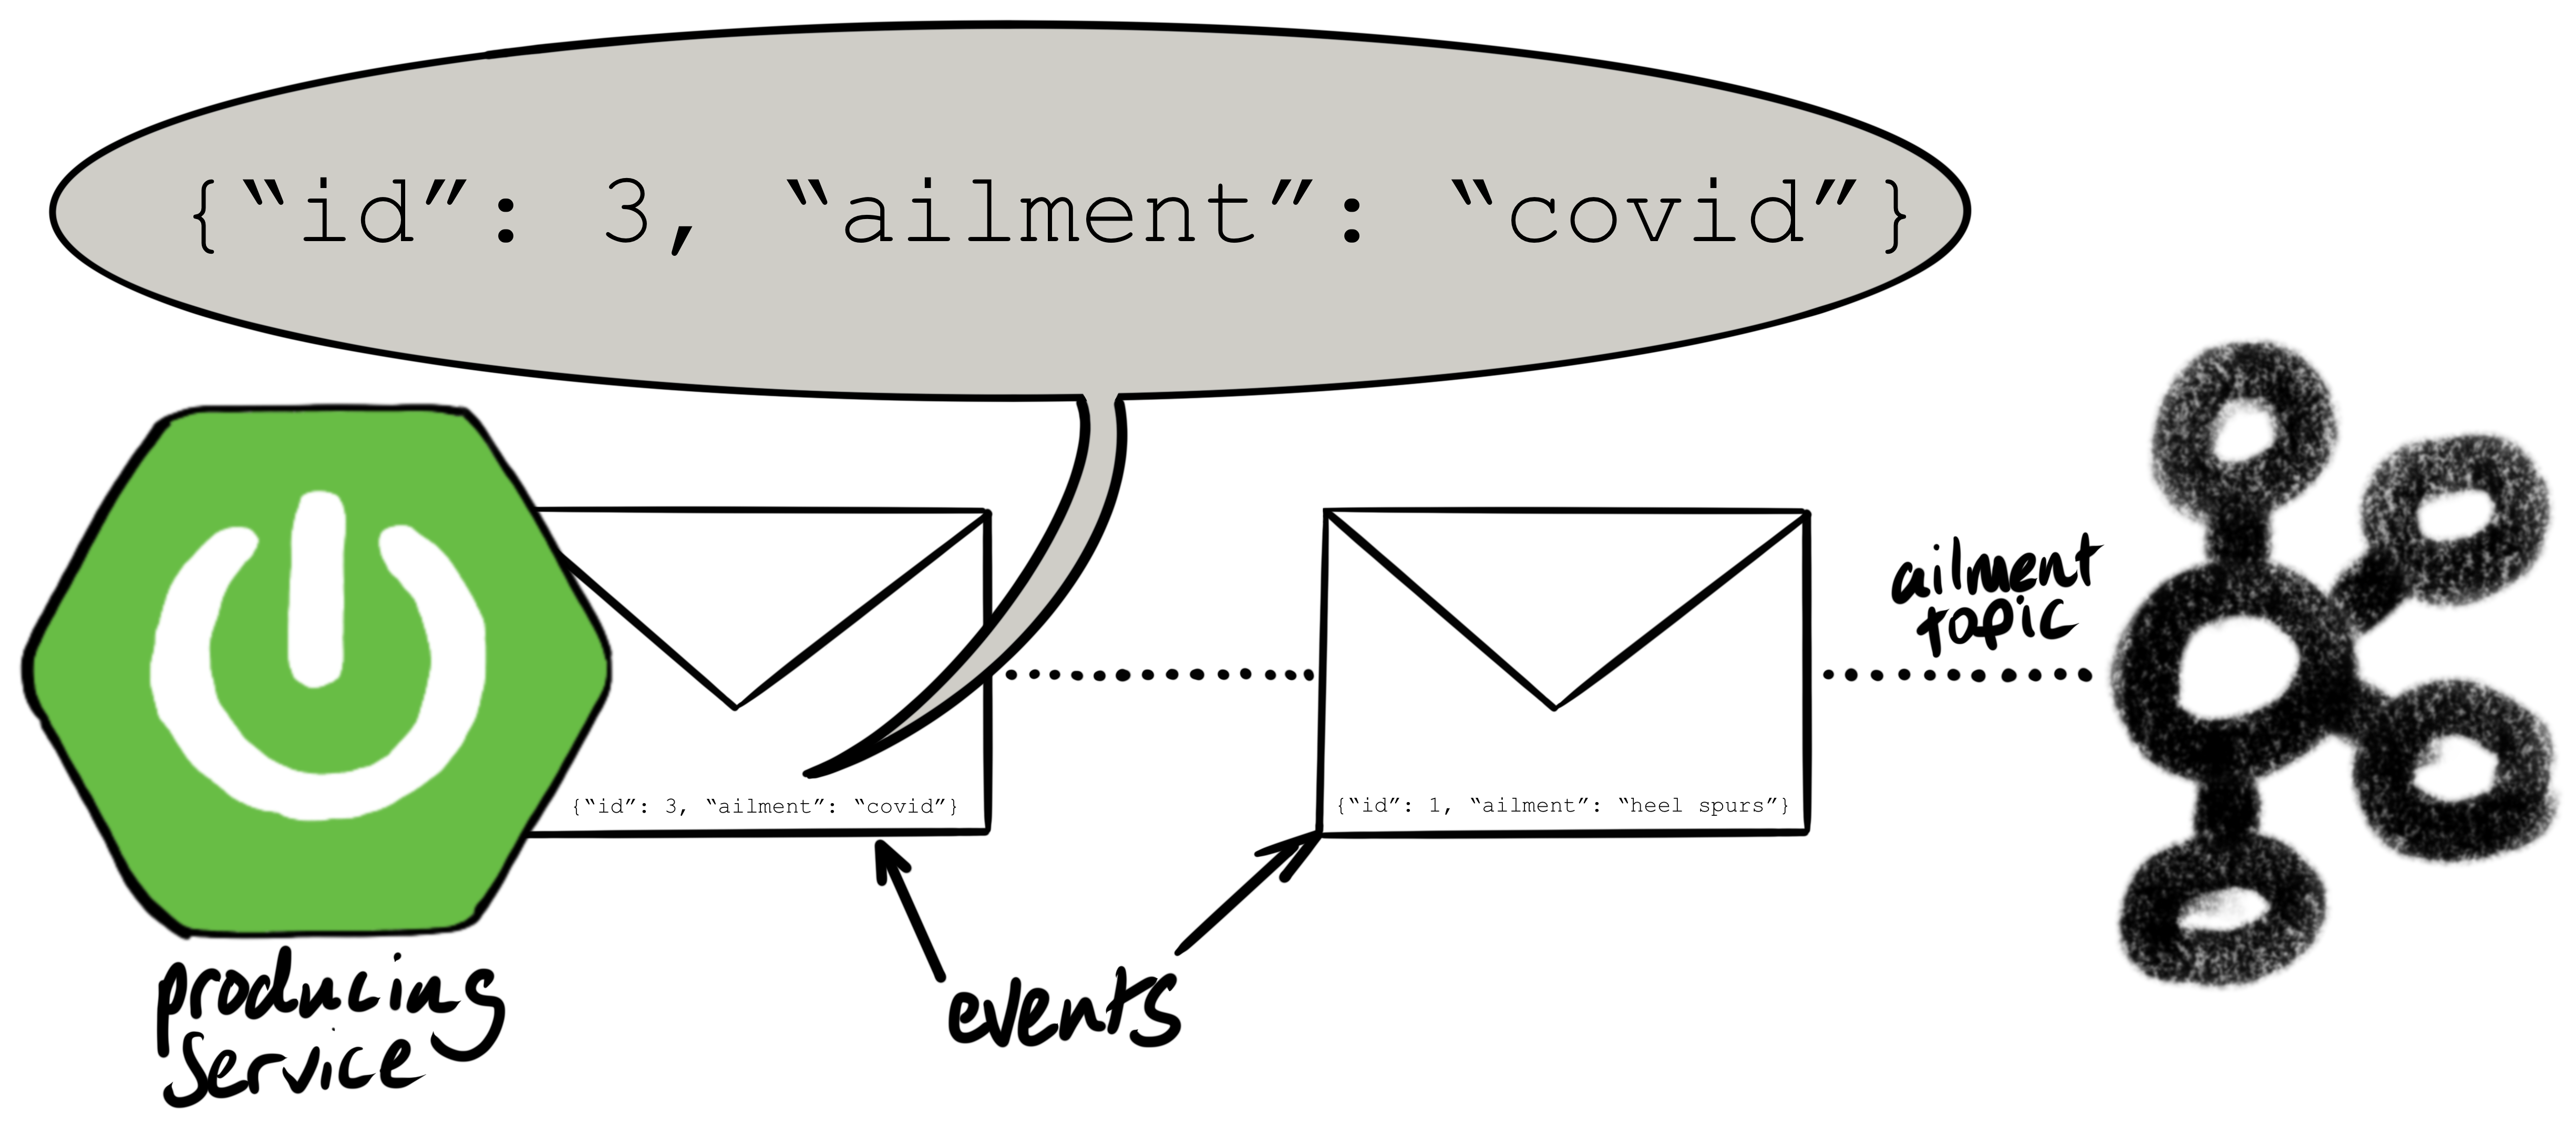 {“id”: 3, “ailment”: “covid”}
ailment
topic
{“id”: 3, “ailment”: “covid”}
{“id”: 1, “ailment”: “heel spurs”}
producing
service
events